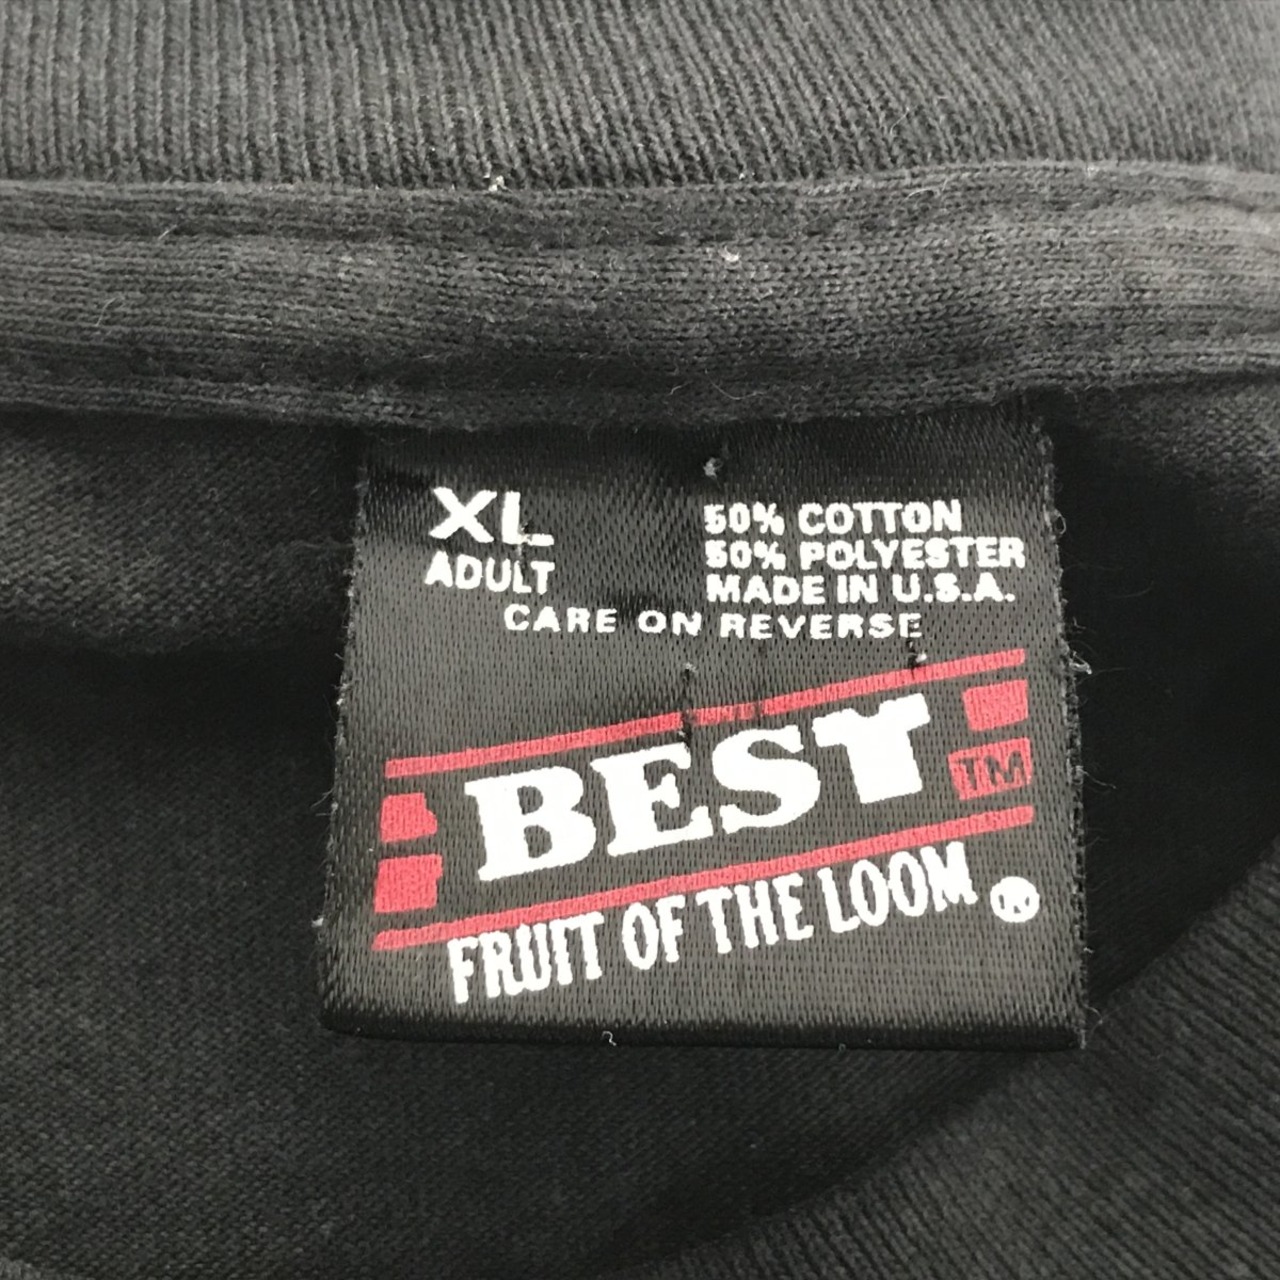 XL
ADULT
50% COTTON
50% POLYESTER
MADE IN U.S.A.
CARE ON REVERSE
BEST
TM
FRUIT OF THE LOOM ®